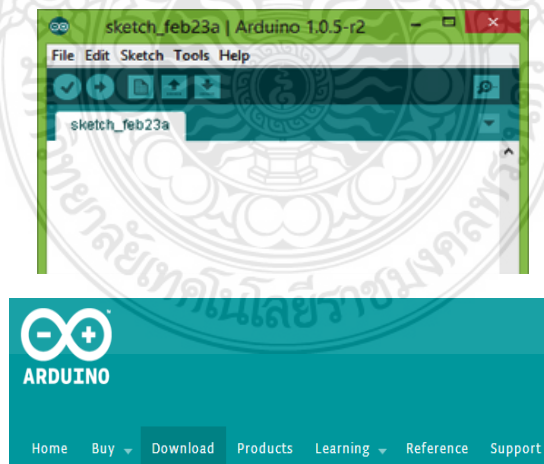 sketch_feb23a | Arduino 1.0.5-r2
File Edit Sketch Tools Help
sketch_feb23a
ARDUINO
Home Buy Download Products Learning Reference Support